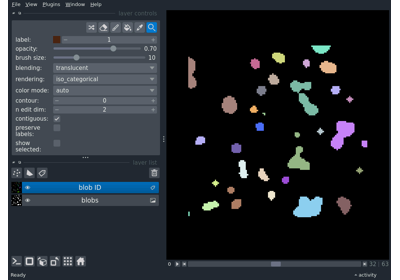 File View Plugins Window Help
layer controls
label: 1
opacity: 0.70
brush size: 10
blending: translucent
rendering: iso_categorical
color mode: auto
contour: 0
n edit dim: 2
contiguous:
preserve
labels:
show
selected:
layer list
blob ID
blobs
32 63
Ready
activity